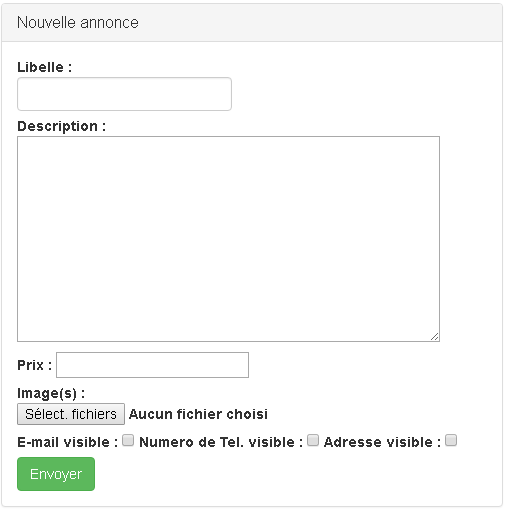 Nouvelle annonce
Libelle :
Description :
Prix :
Image(s) :
Sélect. fichiers Aucun fichier choisi
E-mail visible : Numero de Tel. visible : Adresse visible :
Envoyer